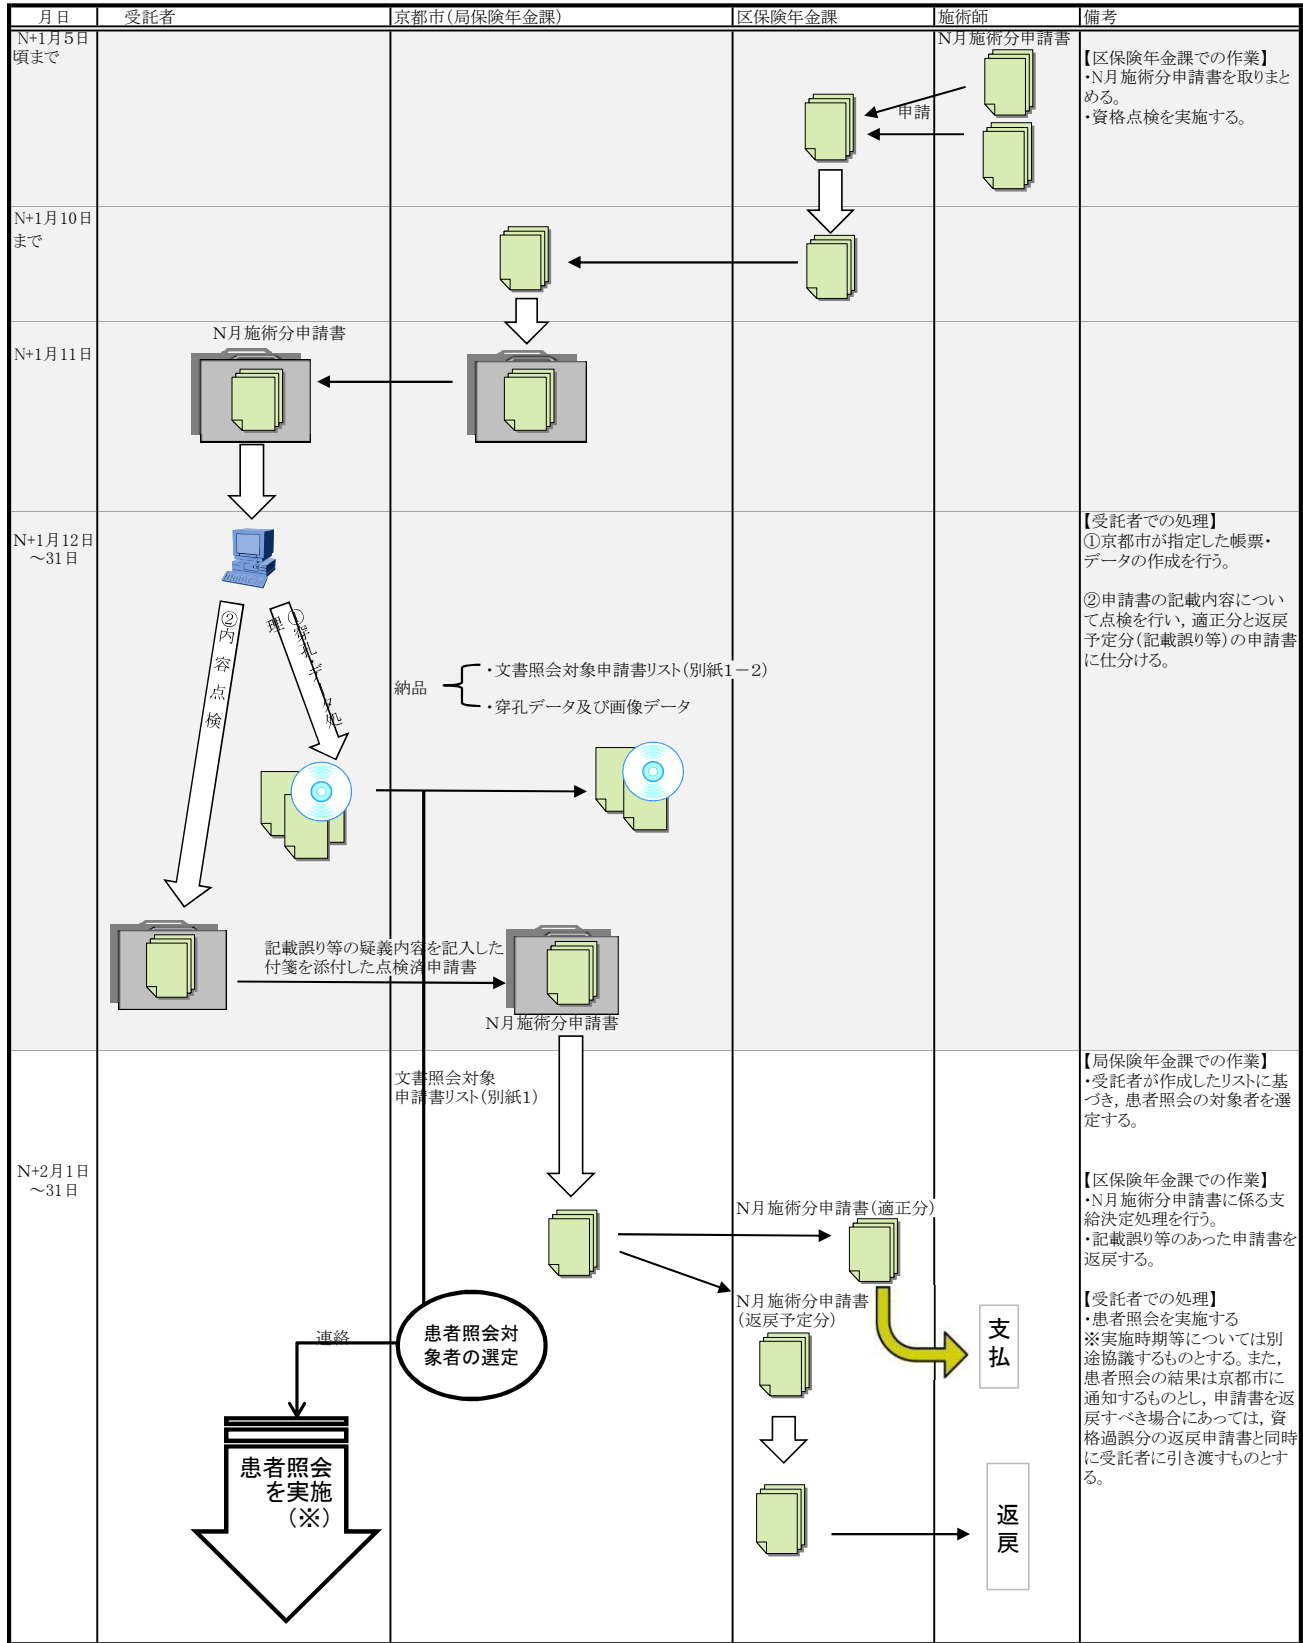 月日
受託者
京都市(局保険年金課)
区保険年金課
施術師
備考
N+1月5日
頃まで
N月施術分申請書
申請
【区保険年金課での作業】
・N月施術分申請書を取りまと
める。
・資格点検を実施する。
N+1月10日
まで
N+1月11日
N月施術分申請書
N+1月12日
～31日
②内容点検
①穿孔・データ処
理
納品
・文書照会対象申請書リスト(別紙1－2)
・穿孔データ及び画像データ
【受託者での処理】
①京都市が指定した帳票・
データの作成を行う。
②申請書の記載内容につい
て点検を行い，適正分と返戻
予定分(記載誤り等)の申請書
に仕分ける。
記載誤り等の疑義内容を記入した
付箋を添付した点検済申請書
N月施術分申請書
文書照会対象
申請書リスト(別紙1)
【局保険年金課での作業】
・受託者が作成したリストに基
づき，患者照会の対象者を選
定する。
N+2月1日
～31日
N月施術分申請書(適正分)
N月施術分申請書
(返戻予定分)
【区保険年金課での作業】
・N月施術分申請書に係る支
給決定処理を行う。
・記載誤り等のあった申請書を
返戻する。
【受託者での処理】
・患者照会を実施する
※実施時期等については別
途協議するものとする。また，
患者照会の結果は京都市に
通知するものとし，申請書を返
戻すべき場合にあっては，資
格過誤分の返戻申請書と同時
に受託者に引き渡すものとす
る。
患者照会対
象者の選定
連絡
支払
患者照会
を実施
(※)
返戻